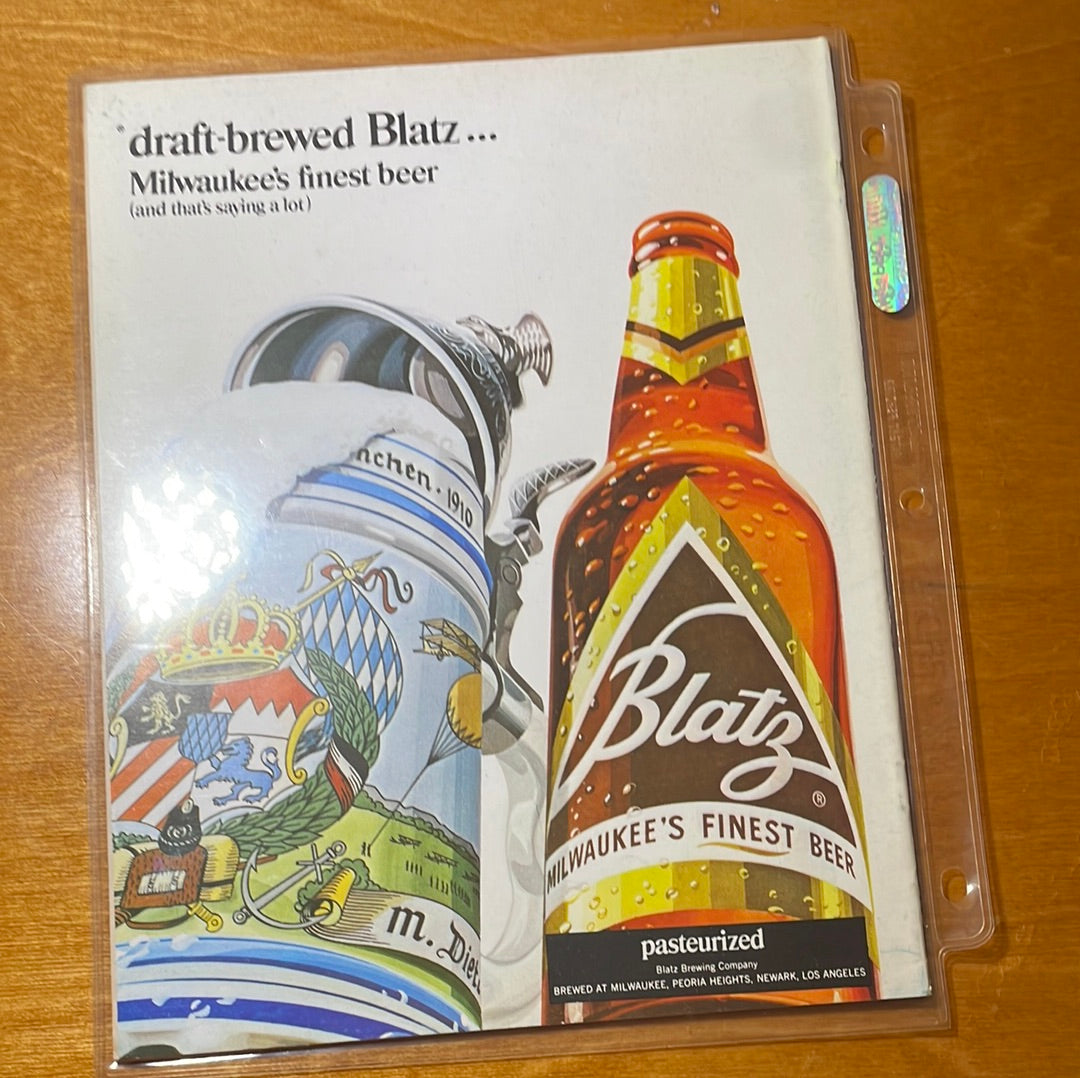 *draft-brewed Blatz...
Milwaukee's finest beer
(and that's saying a lot)
nchen · 1910
Blatz
®
MILWAUKEE'S FINEST BEER
M. Diet
pasteurized
Blatz Brewing Company
BREWED AT MILWAUKEE, PEORIA HEIGHTS, NEWARK, LOS ANGELES